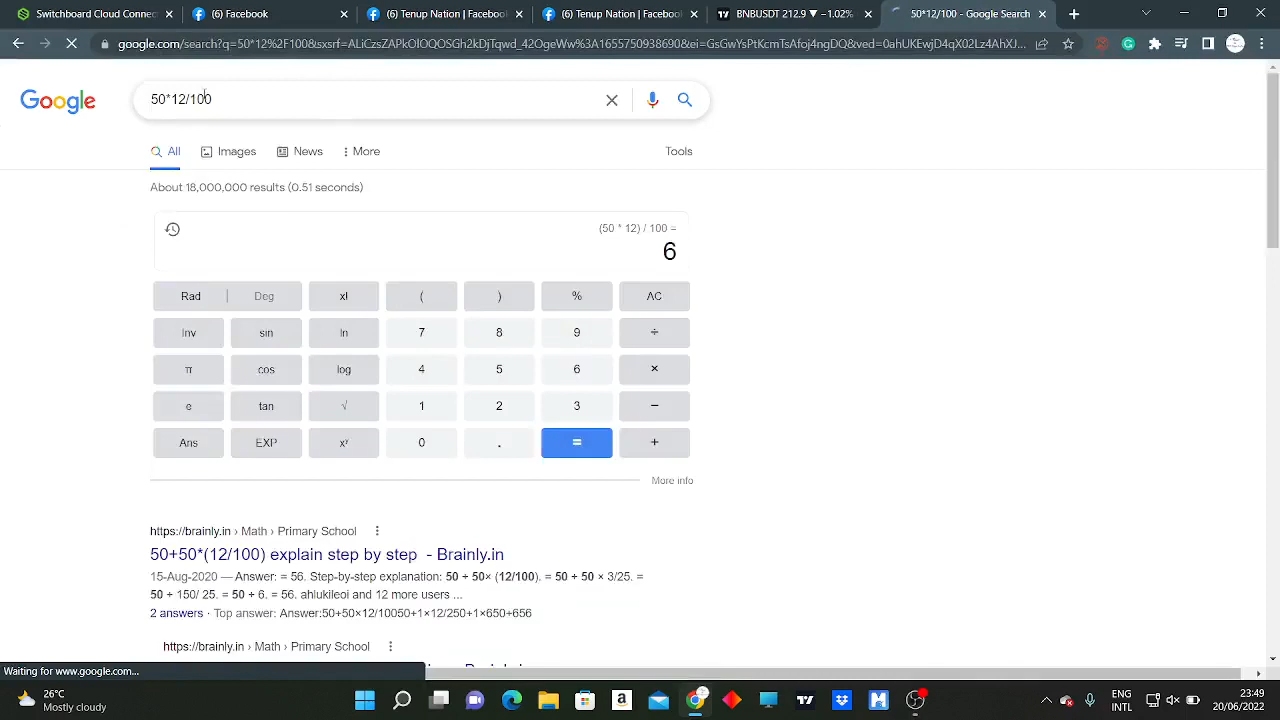 Switchboard Cloud Connect
(6) Facebook
(6) Tenup Nation | Facebook
(6) Tenup Nation | Facebook
BNBUSDT 212.9 ▼ −1.02%
50*12/100 - Google Search
google.com/search?q=50*12%2F100&sxsrf=ALiCzsZAPkOlOQOSGh2kDjTqwd_42OgeWw%3A1655750938690&ei=GsGwYsPtKcmTsAfoj4ngDQ&ved=0ahUKEwjD4qX02Lz4AhXJ...
Google
50*12/100
All
Images
News
More
Tools
About 18,000,000 results (0.51 seconds)
(50 * 12) / 100 =
6
Rad | Deg x! ( ) % AC
Inv sin ln 7 8 9 ÷
π cos log 4 5 6 ×
e tan √ 1 2 3 −
Ans EXP xʸ 0 . = +
More info
https://brainly.in › Math › Primary School
50+50*(12/100) explain step by step - Brainly.in
15-Aug-2020 — Answer: = 56. Step-by-step explanation: 50 + 50× (12/100). = 50 + 50 × 3/25. =
50 + 150/ 25. = 50 + 6. = 56. ahlukileoi and 12 more users ...
2 answers · Top answer: Answer:50+50×12/10050+1×12/250+1×650+656
https://brainly.in › Math › Primary School
Waiting for www.google.com...
26°C
Mostly cloudy
ENG
INTL
23:49
20/06/2022